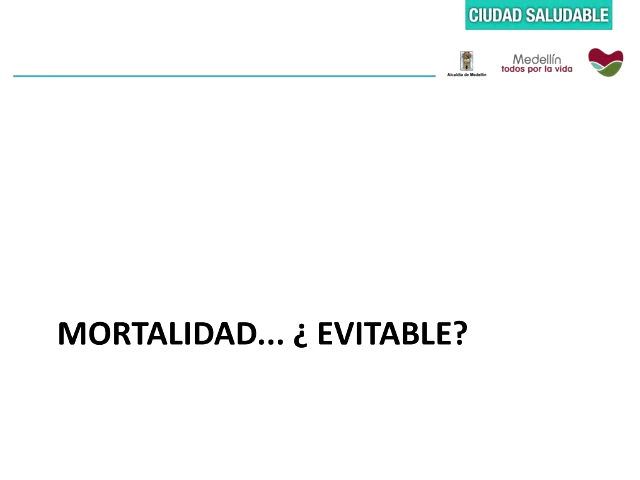 CIUDAD SALUDABLE
Alcaldía de Medellín
Medellín
todos por la vida
MORTALIDAD... ¿ EVITABLE?